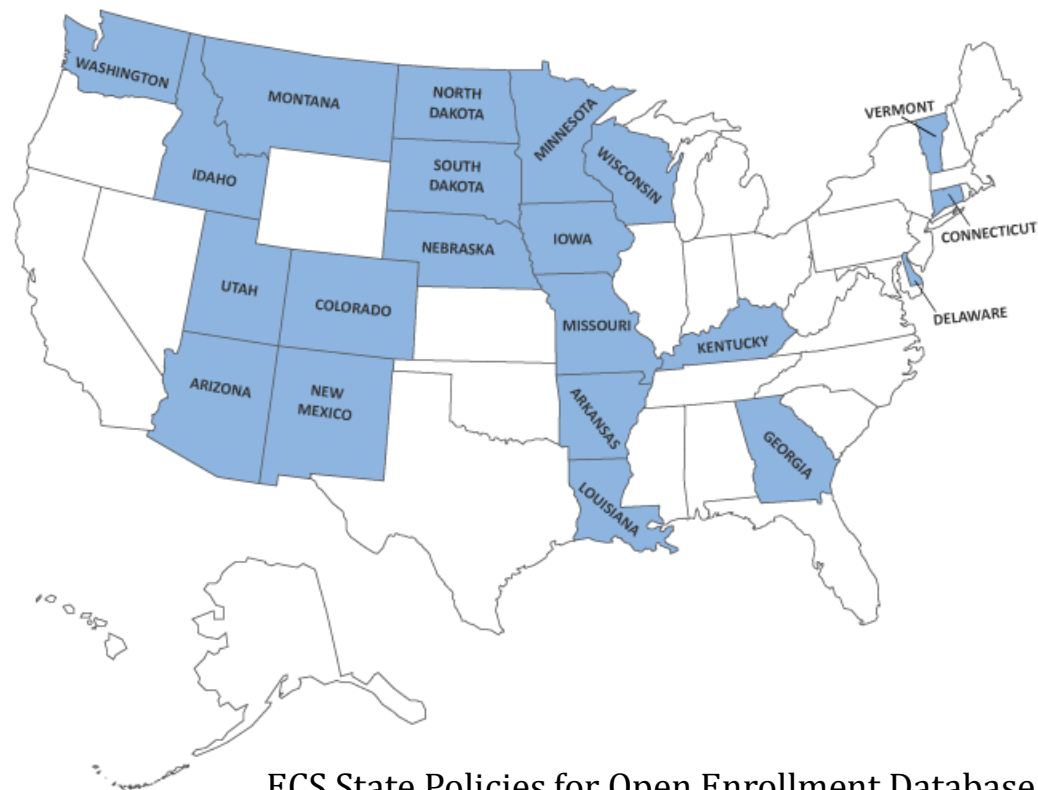 WASHINGTON
MONTANA
NORTH
DAKOTA
MINNESOTA
VERMONT
IDAHO
SOUTH
DAKOTA
WISCONSIN
CONNECTICUT
NEBRASKA
IOWA
UTAH
COLORADO
DELAWARE
MISSOURI
KENTUCKY
ARIZONA
NEW
MEXICO
ARKANSAS
GEORGIA
LOUISIANA
ECS State Policies for Open Enrollment Database